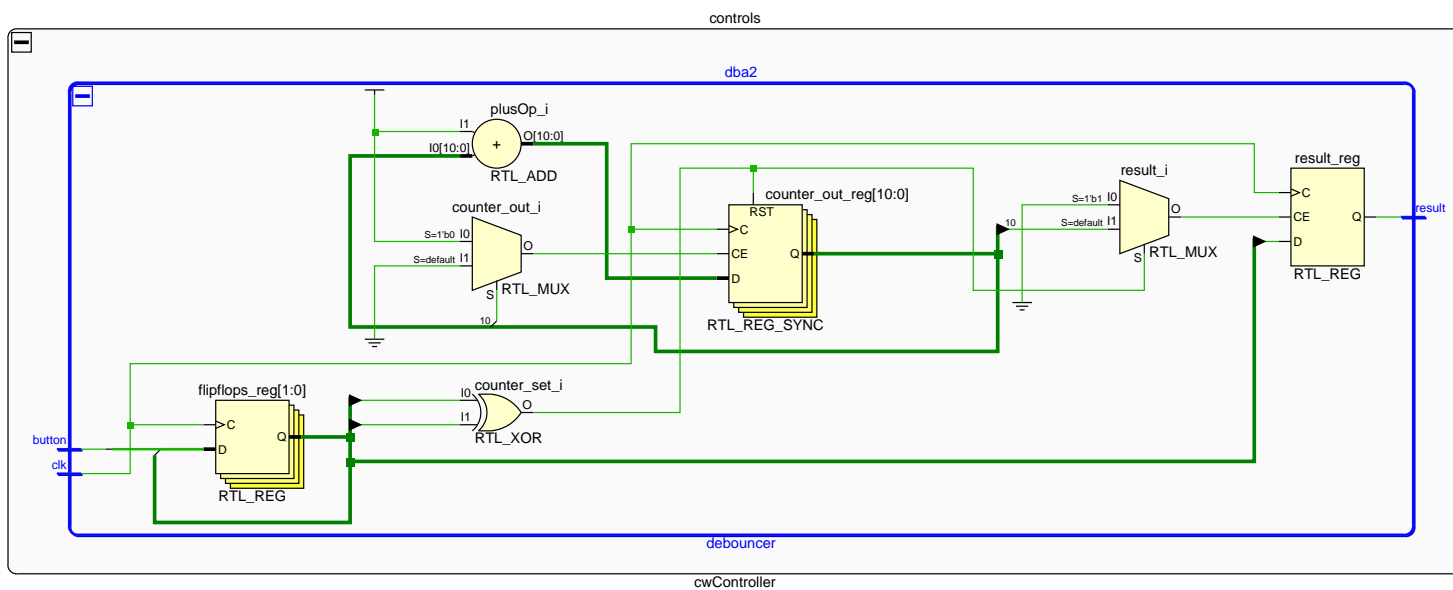 controls
dba2
plusOp_i
I1
O[10:0]
I0[10:0]
+
RTL_ADD
result_reg
result_i
counter_out_reg[10:0]
counter_out_i
RST
S=1'b1 I0
C
10
S=default I1
O
CE
Q
result
D
S=1'b0 I0
C
O
CE
Q
S
RTL_MUX
S=default I1
D
RTL_REG
S
RTL_MUX
10
RTL_REG_SYNC
flipflops_reg[1:0]
counter_set_i
I0
O
C
I1
Q
RTL_XOR
button
D
clk
RTL_REG
debouncer
cwController